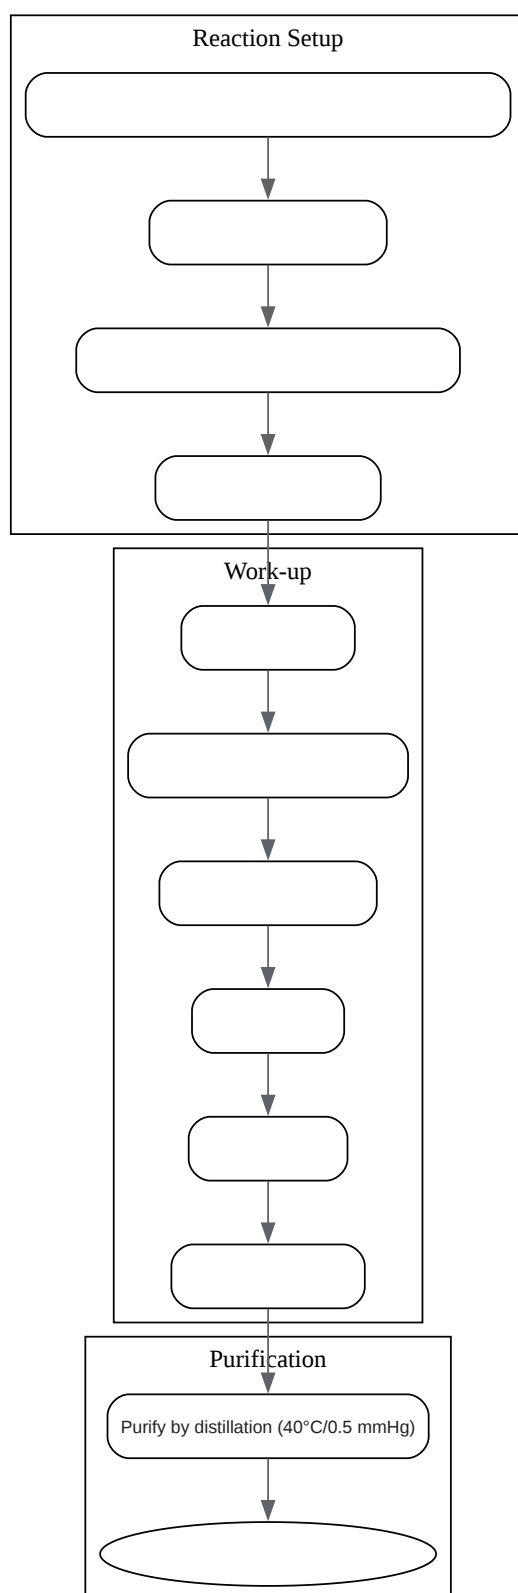 Reaction Setup
Work-up
Purification
Purify by distillation (40°C/0.5 mmHg)